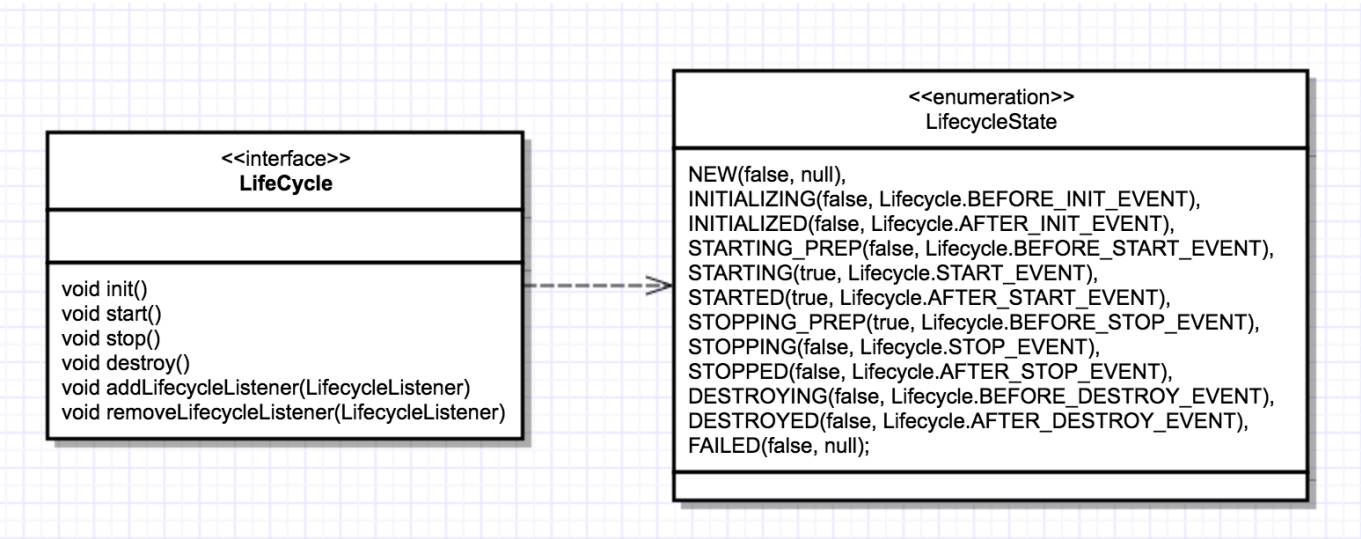 <<interface>>
LifeCycle
void init()
void start()
void stop()
void destroy()
void addLifecycleListener(LifecycleListener)
void removeLifecycleListener(LifecycleListener)
<<enumeration>>
LifecycleState
NEW(false, null),
INITIALIZING(false, Lifecycle.BEFORE_INIT_EVENT),
INITIALIZED(false, Lifecycle.AFTER_INIT_EVENT),
STARTING_PREP(false, Lifecycle.BEFORE_START_EVENT),
STARTING(true, Lifecycle.START_EVENT),
STARTED(true, Lifecycle.AFTER_START_EVENT),
STOPPING_PREP(true, Lifecycle.BEFORE_STOP_EVENT),
STOPPING(false, Lifecycle.STOP_EVENT),
STOPPED(false, Lifecycle.AFTER_STOP_EVENT),
DESTROYING(false, Lifecycle.BEFORE_DESTROY_EVENT),
DESTROYED(false, Lifecycle.AFTER_DESTROY_EVENT),
FAILED(false, null);